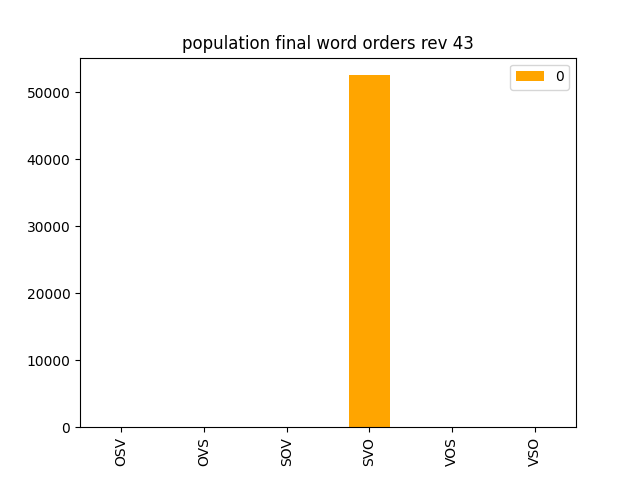 population final word orders rev 43
0
50000
40000
30000
20000
10000
0
OSV
OVS
SOV
SVO
VOS
VSO